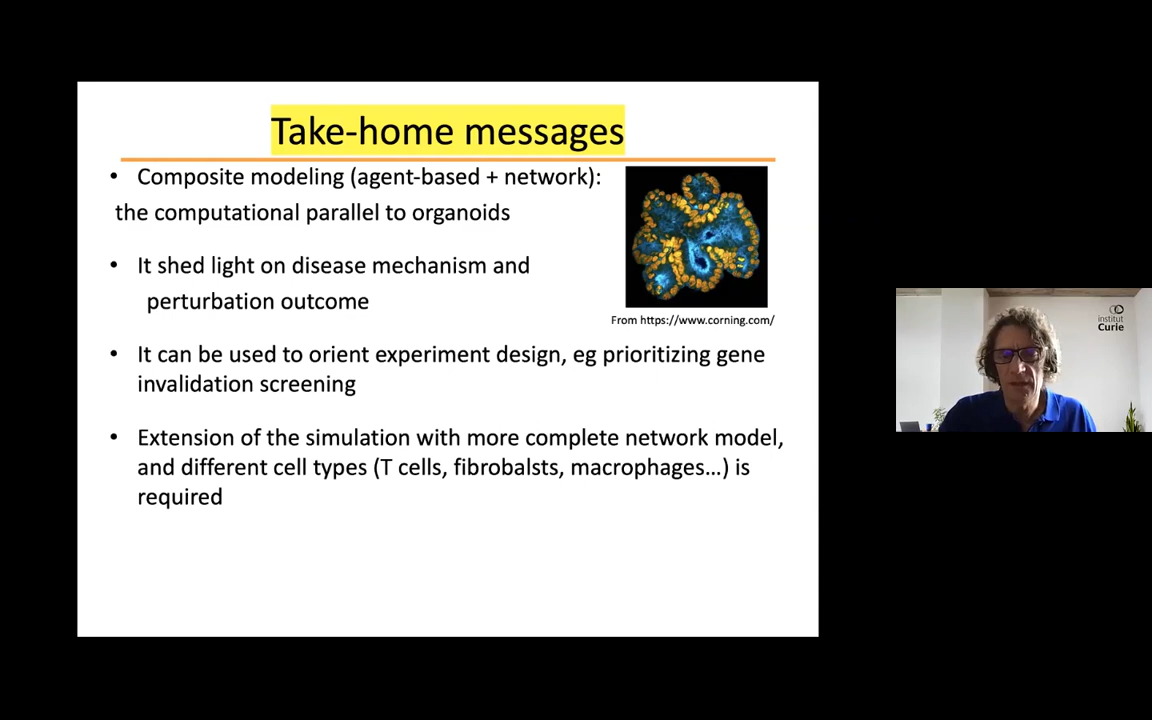 Take-home messages
• Composite modeling (agent-based + network):
the computational parallel to organoids
• It shed light on disease mechanism and
perturbation outcome
From https://www.corning.com/
• It can be used to orient experiment design, eg prioritizing gene
invalidation screening
• Extension of the simulation with more complete network model,
and different cell types (T cells, fibrobalsts, macrophages...) is
required
institut
Curie